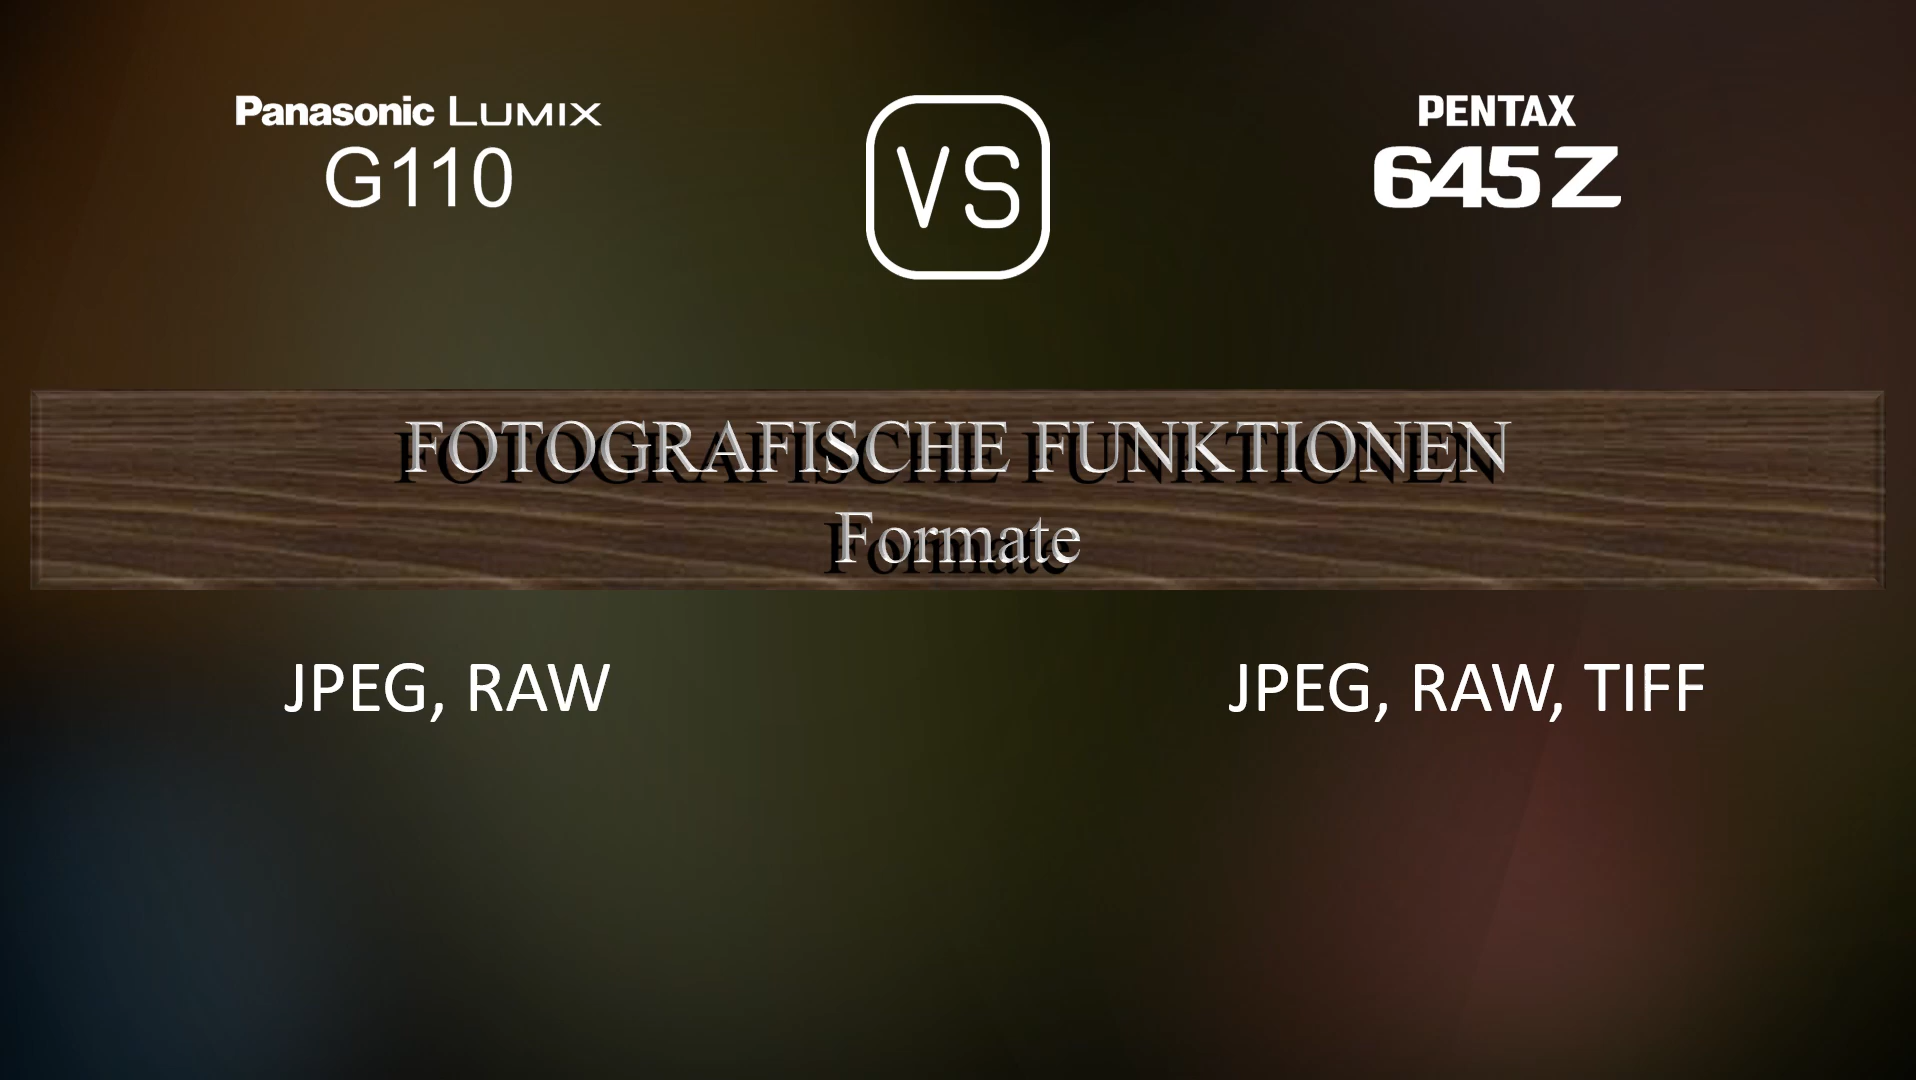 Panasonic LUMIX
G110
VS
PENTAX
645Z
FOTOGRAFISCHE FUNKTIONEN
Formate
JPEG, RAW
JPEG, RAW, TIFF